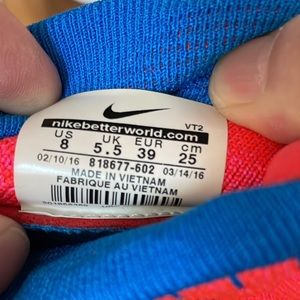 VT2
nikebetterworld.com
US UK EUR cm
8 5.5 39 25
02/10/16 818677-602 03/14/16
MADE IN VIETNAM
FABRIQUE AU VIETNAM